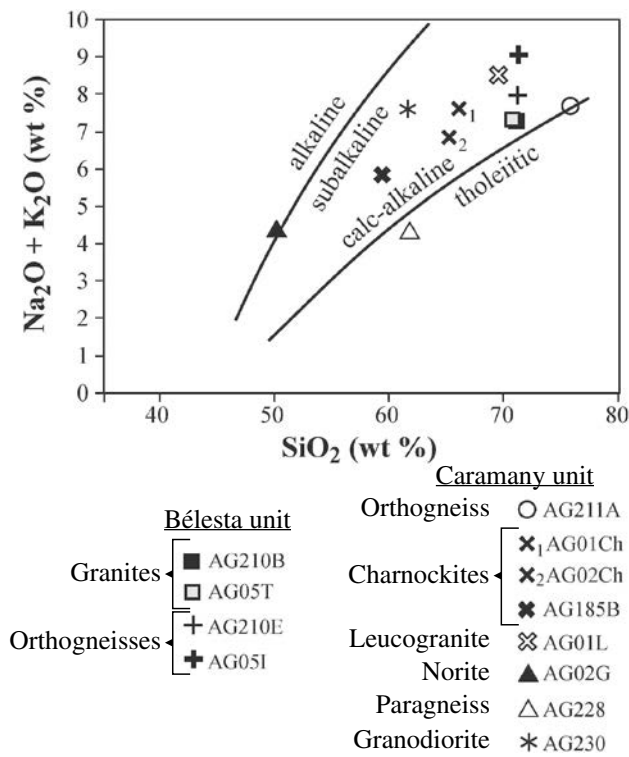 10
9
8
7
6
5
4
3
2
1
0
Na₂O + K₂O (wt %)
alkaline
subalkaline
calc-alkaline
tholeiitic
1
2
40
50
60
70
80
SiO₂ (wt %)
Bélesta unit
Granites
AG210B
AG05T
Orthogneisses
AG210E
AG05I
Caramany unit
Orthogneiss
AG211A
Charnockites
₁AG01Ch
₂AG02Ch
AG185B
Leucogranite
AG01L
Norite
AG02G
Paragneiss
AG228
Granodiorite
AG230